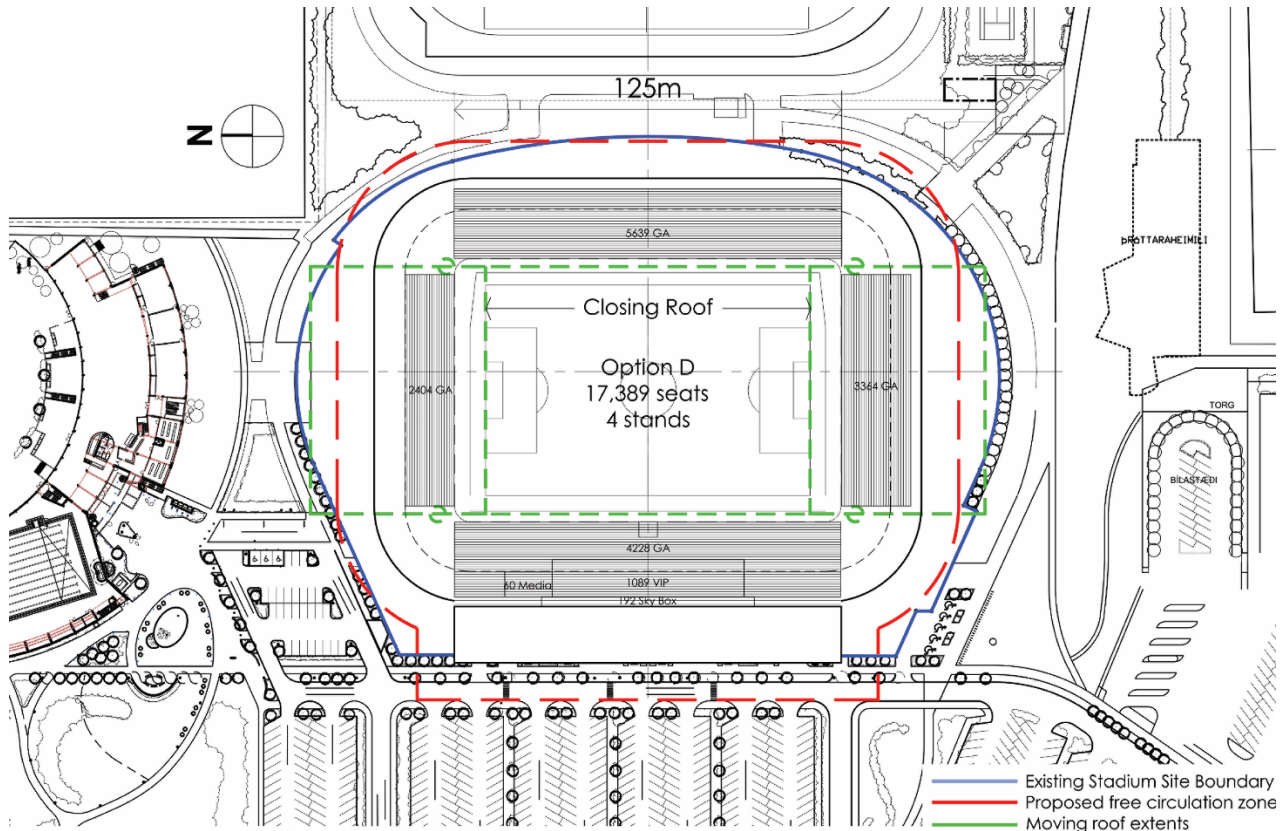 125m
N
5639 GA
ÞRÓTTARAHEIMILI
Closing Roof
Option D
17,389 seats
4 stands
2404 GA
3364 GA
TORG
BÍLASTÆÐI
4228 GA
60 Media
1089 VIP
192 Sky Box
Existing Stadium Site Boundary
Proposed free circulation zone
Moving roof extents